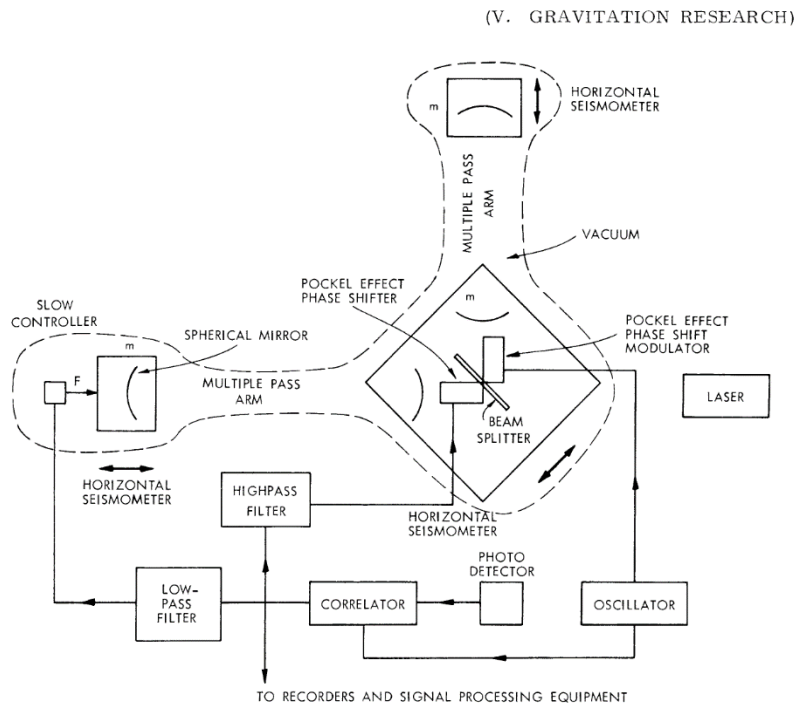 (V. GRAVITATION RESEARCH)
m
HORIZONTAL
SEISMOMETER
MULTIPLE PASS
ARM
VACUUM
POCKEL EFFECT
PHASE SHIFTER
m
SLOW
CONTROLLER
m
SPHERICAL MIRROR
POCKEL EFFECT
PHASE SHIFT
MODULATOR
F
MULTIPLE PASS
ARM
LASER
BEAM
SPLITTER
HORIZONTAL
SEISMOMETER
HIGHPASS
FILTER
HORIZONTAL
SEISMOMETER
PHOTO
DETECTOR
LOW-
PASS
FILTER
CORRELATOR
OSCILLATOR
TO RECORDERS AND SIGNAL PROCESSING EQUIPMENT